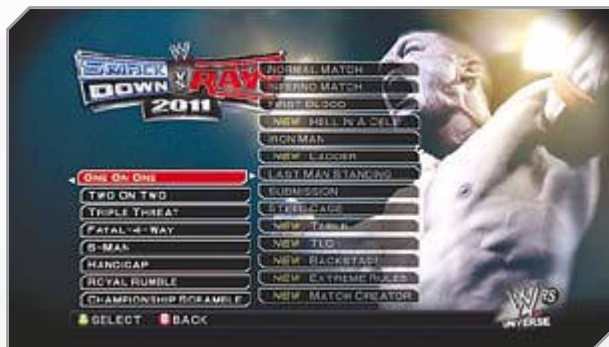 W
SMACK
DOWN VS RAW
2011
ONE ON ONE
TWO ON TWO
TRIPLE THREAT
FATAL-4-WAY
6-MAN
HANDICAP
ROYAL RUMBLE
CHAMPIONSHIP SCRAMBLE
NORMAL MATCH
INFERNO MATCH
FIRST BLOOD
NEW HELL IN A CELL
IRON MAN
NEW LADDER
LAST MAN STANDING
SUBMISSION
STEEL CAGE
NEW TABLE
NEW TLC
NEW BACKSTAGE
NEW EXTREME RULES
NEW MATCH CREATOR
A SELECT B BACK
W
UNIVERSE